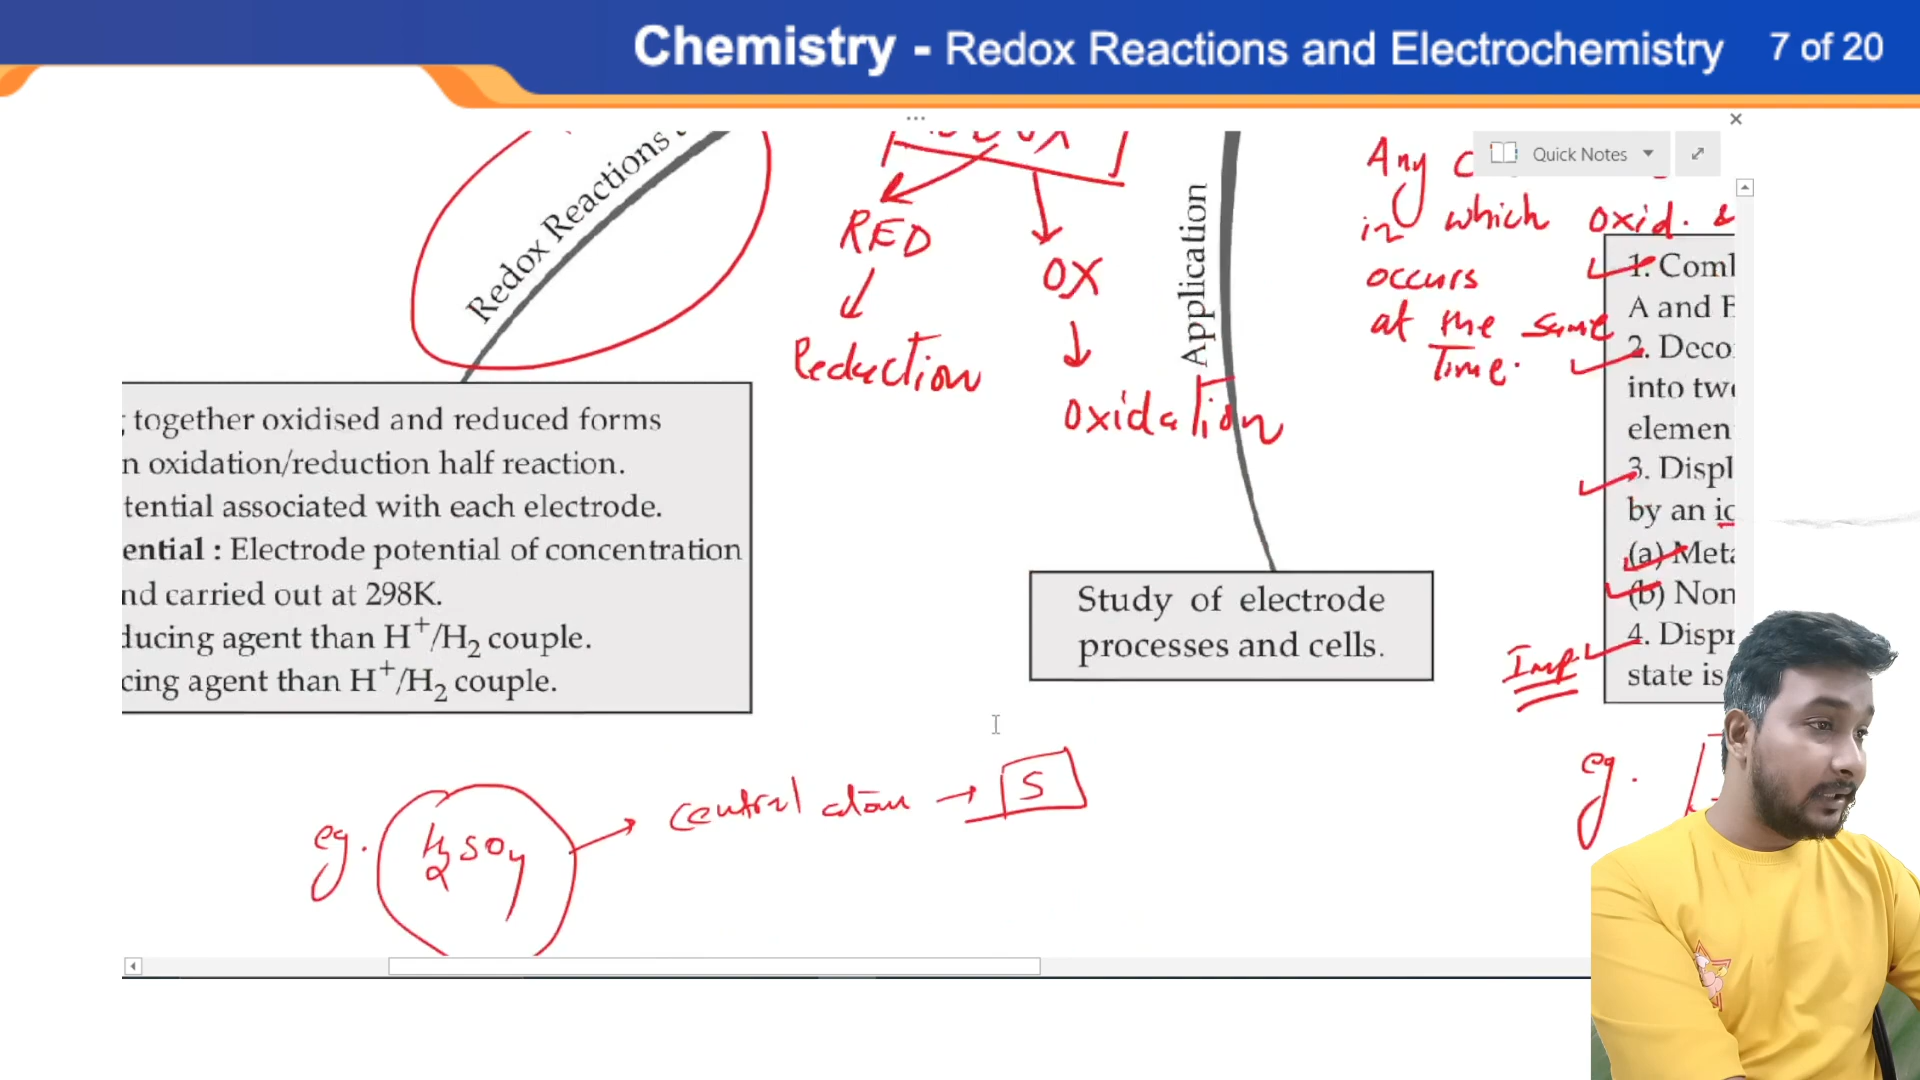 Chemistry - Redox Reactions and Electrochemistry 7 of 20
Quick Notes
Redox Reactions
RED
OX
Reduction
Oxidation
Application
Any
in which oxid. &
occurs
at the same
Time.
together oxidised and reduced forms
n oxidation/reduction half reaction.
tential associated with each electrode.
ential : Electrode potential of concentration
nd carried out at 298K.
ducing agent than H⁺/H₂ couple.
cing agent than H⁺/H₂ couple.
Study of electrode
processes and cells.
1. Coml
A and
2. Deco
into tw
elemen
3. Displ
by an
(a) Meta
(b) Non
4. Dispr
state is
Imp.
eg. H₂SO₄ → central atom → S
eg.